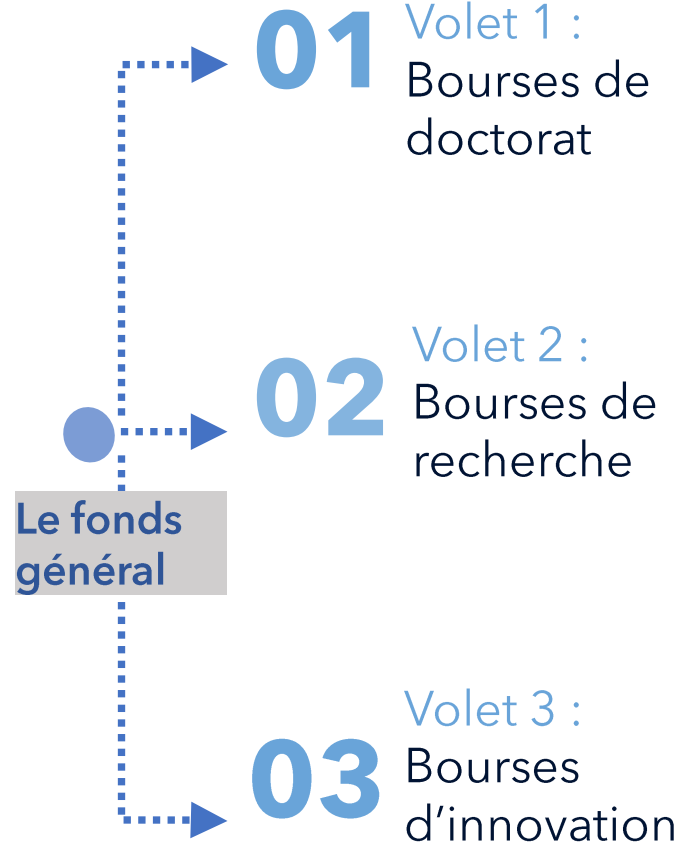 01
Volet 1 :
Bourses de
doctorat
02
Volet 2 :
Bourses de
recherche
Le fonds
général
03
Volet 3 :
Bourses
d’innovation